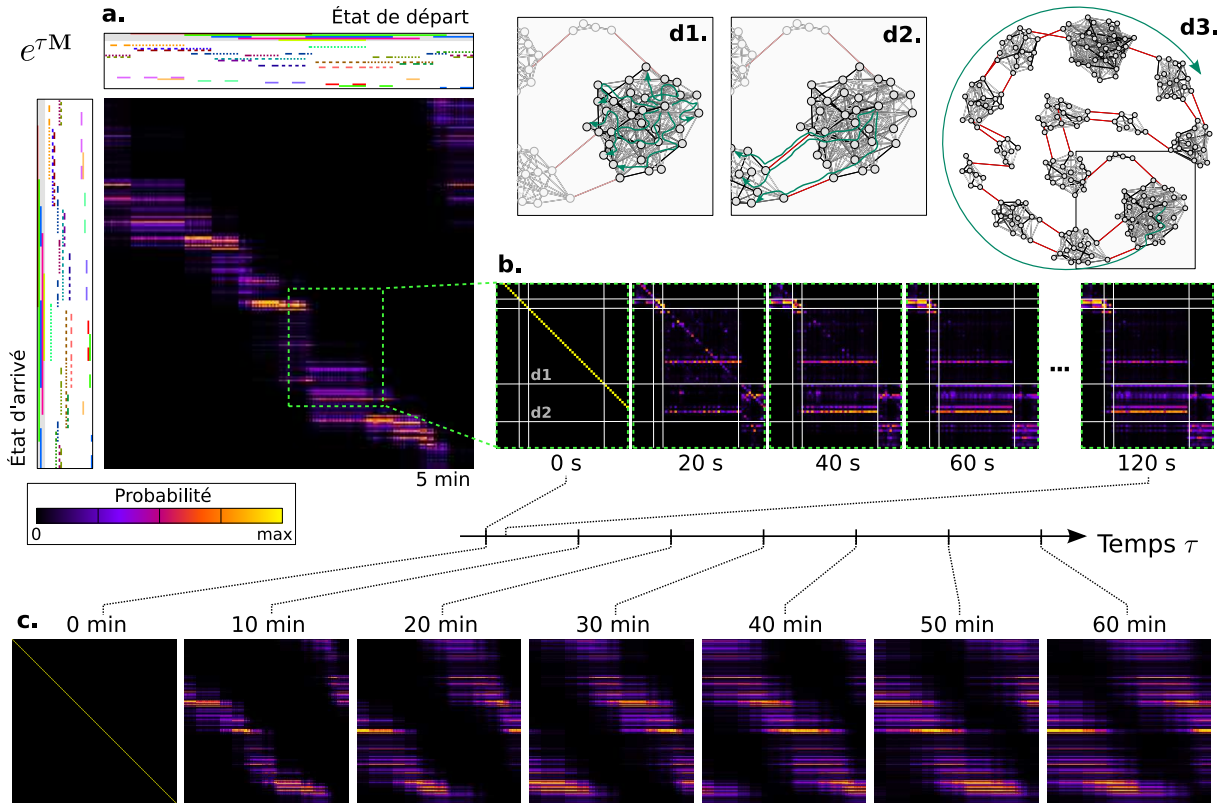 a.
État de départ
e^{τM}
État d'arrivé
5 min
Probabilité
0
max
d1.
d2.
d3.
b.
d1
d2
...
0 s
20 s
40 s
60 s
120 s
Temps τ
c.
0 min
10 min
20 min
30 min
40 min
50 min
60 min